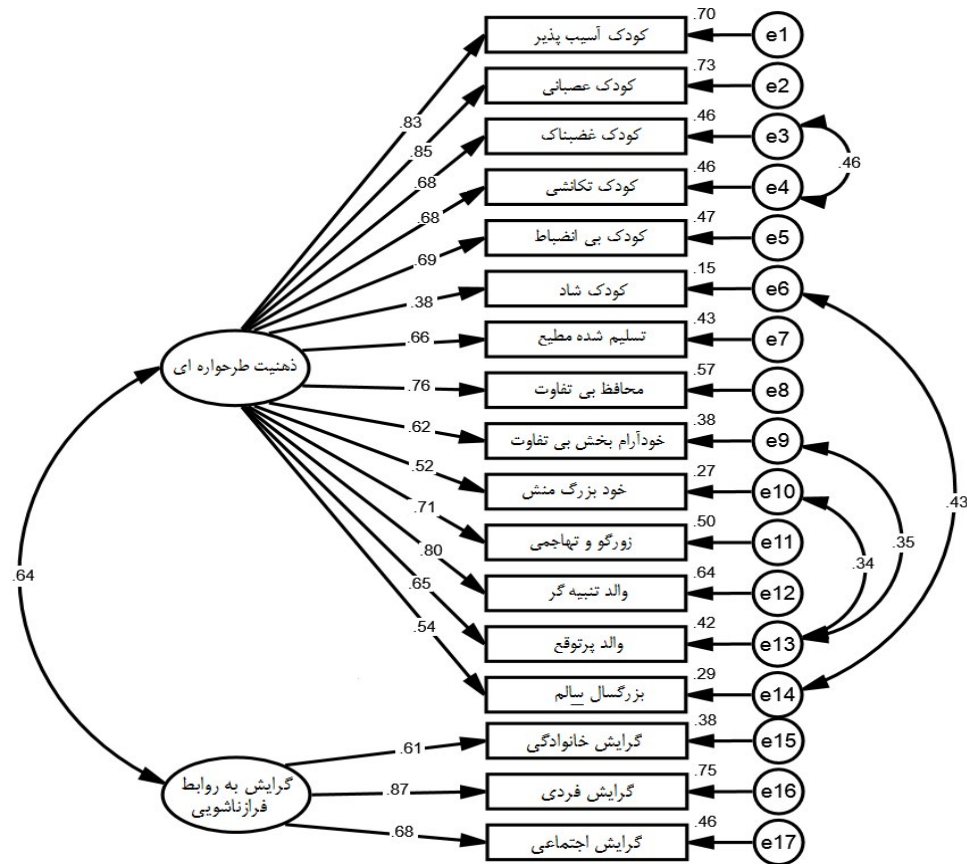 .70
کودک آسیب پذیر
e1
.83
.73
کودک عصبانی
e2
.85
.46
کودک غضبناک
e3
.68
.46
کودک تکانشی
e4
.46
.68
.47
کودک بی انضباط
e5
.69
.15
کودک شاد
e6
.38
.43
تسلیم شده مطیع
e7
.66
ذهنیت طرحواره ای
.57
محافظ بی تفاوت
e8
.76
.38
خودآرام بخش بی تفاوت
e9
.62
.27
خود بزرگ منش
e10
.52
.50
زورگو و تهاجمی
e11
.71
.64
والد تنبیه گر
e12
.80
.42
والد پرتوقع
e13
.65
.29
بزرگسال سالم
e14
.54
.43
.35
.34
.64
.38
گرایش خانوادگی
e15
.61
گرایش به روابط
فرازناشویی
.75
گرایش فردی
e16
.87
.46
گرایش اجتماعی
e17
.68